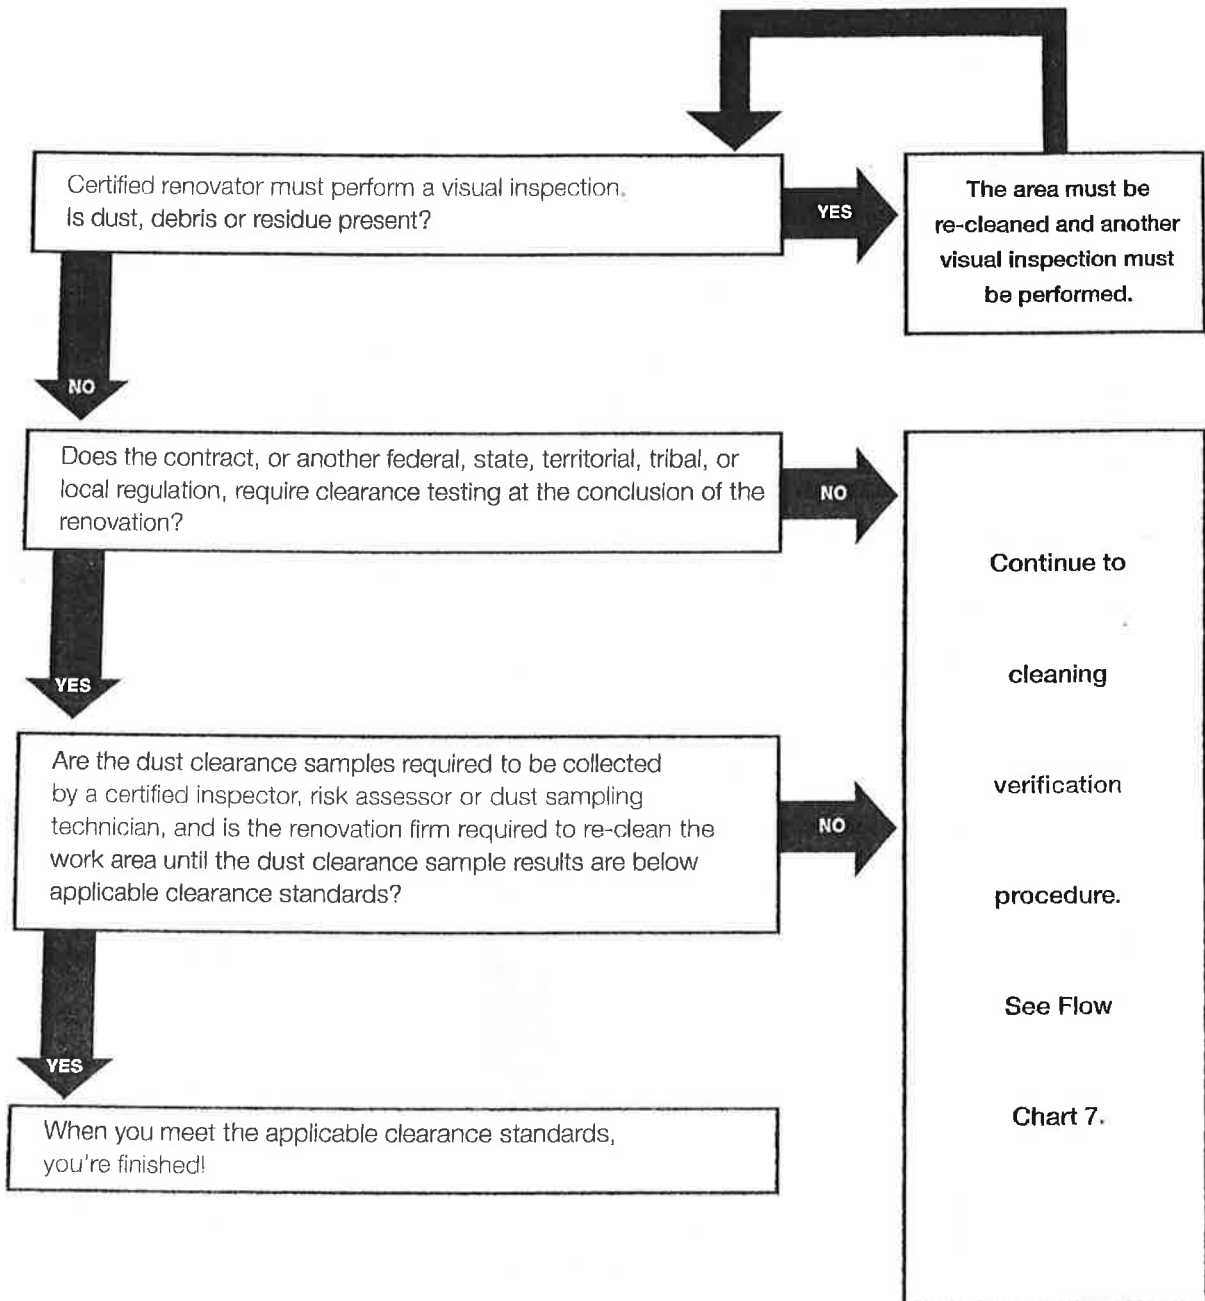 Certified renovator must perform a visual inspection.
Is dust, debris or residue present?
YES
The area must be
re-cleaned and another
visual inspection must
be performed.
NO
Does the contract, or another federal, state, territorial, tribal, or
local regulation, require clearance testing at the conclusion of the
renovation?
NO
Continue to
cleaning
verification
procedure.
See Flow
Chart 7.
YES
Are the dust clearance samples required to be collected
by a certified inspector, risk assessor or dust sampling
technician, and is the renovation firm required to re-clean the
work area until the dust clearance sample results are below
applicable clearance standards?
NO
YES
When you meet the applicable clearance standards,
you're finished!